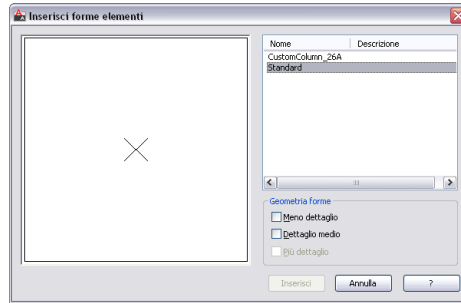 Inserisci forme elementi
Nome Descrizione
CustomColumn_26A
Standard
Geometria forme
Meno dettaglio
Dettaglio medio
Più dettaglio
Inserisci Annulla ?